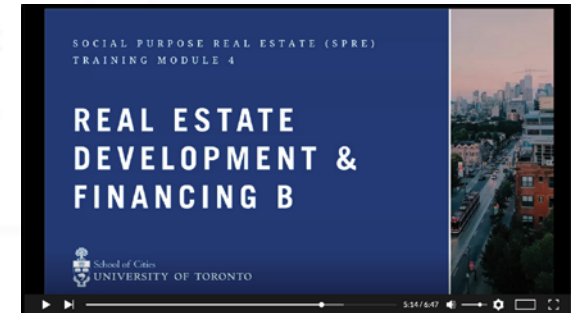 SOCIAL PURPOSE REAL ESTATE (SPRE)
TRAINING MODULE 4
REAL ESTATE
DEVELOPMENT &
FINANCING B
School of Cities
UNIVERSITY OF TORONTO
5:14 / 6:47